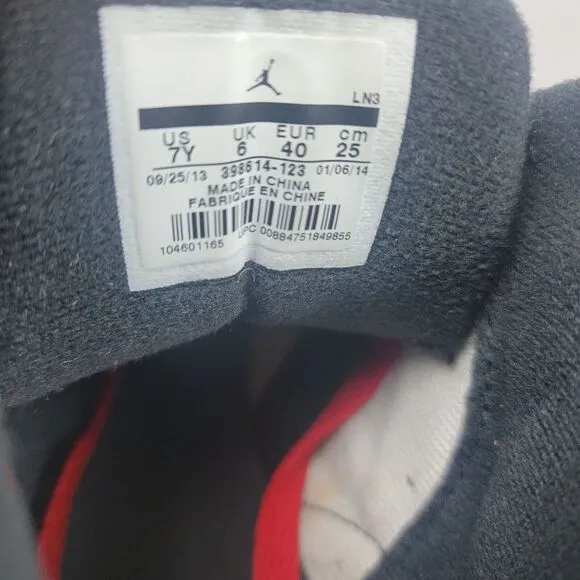 LN3
US UK EUR cm
7Y 6 40 25
09/25/13 398614-123 01/06/14
MADE IN CHINA
FABRIQUE EN CHINE
104601165 UPC 00884751849855